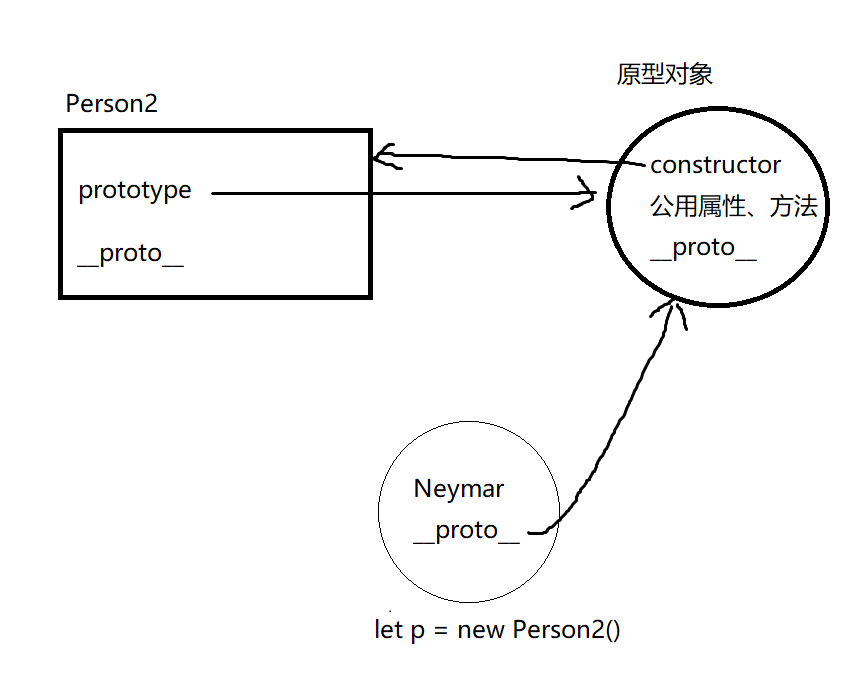 原型对象
Person2
prototype
__proto__
constructor
公用属性、方法
__proto__
Neymar
__proto__
let p = new Person2()